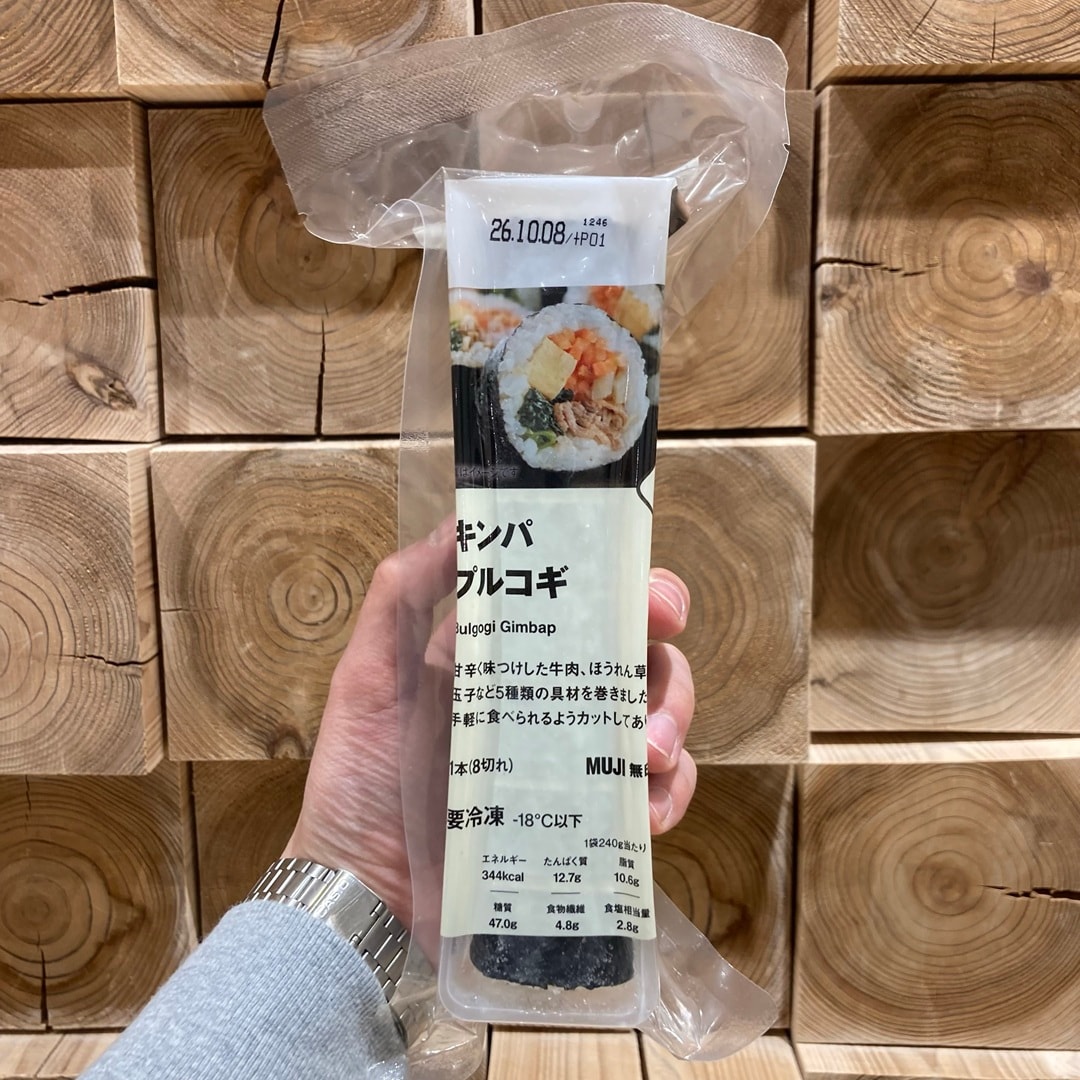 1246
26.10.08/+P01
キンパ
プルコギ
Bulgogi Gimbap
甘辛く味つけした牛肉、ほうれん草
玉子など5種類の具材を巻きました
手軽に食べられるようカットしてあり
1本(8切れ)
MUJI 無印
要冷凍 -18°C以下
1袋240g当たり
エネルギー たんぱく質 脂質
344kcal 12.7g 10.6g
糖質 食物繊維 食塩相当量
47.0g 4.8g 2.8g